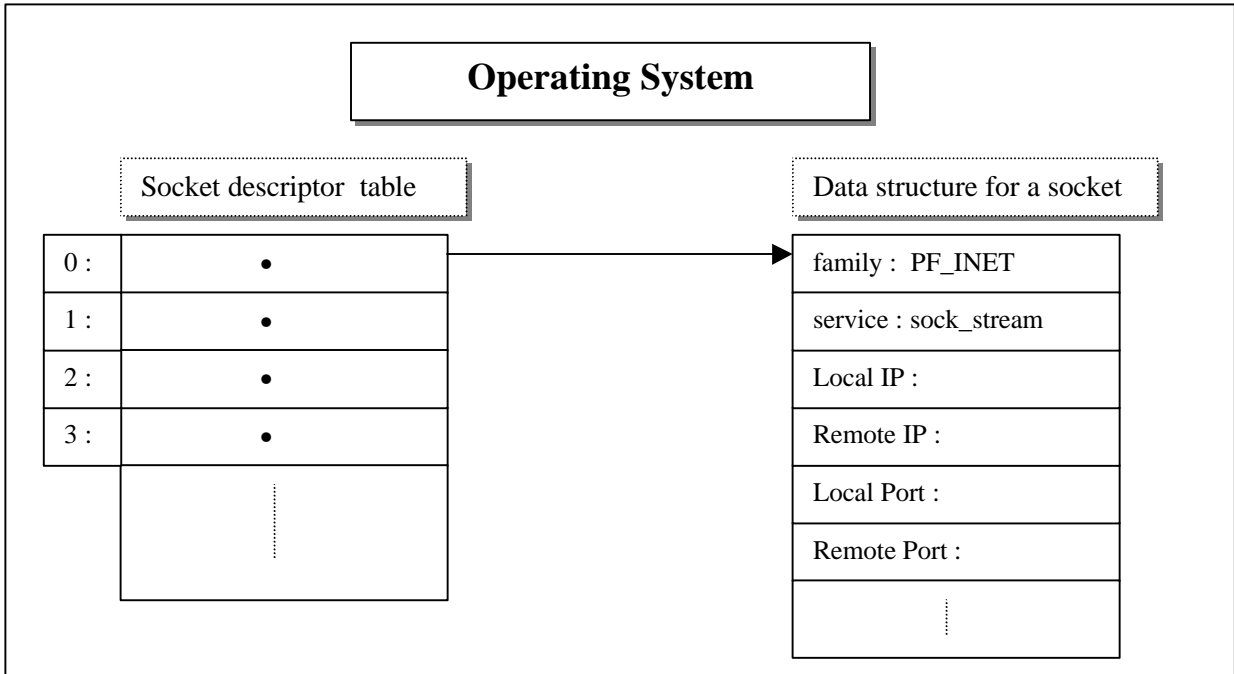 Operating System
Socket descriptor table
Data structure for a socket
0 :
1 :
2 :
3 :
family : PF_INET
service : sock_stream
Local IP :
Remote IP :
Local Port :
Remote Port :